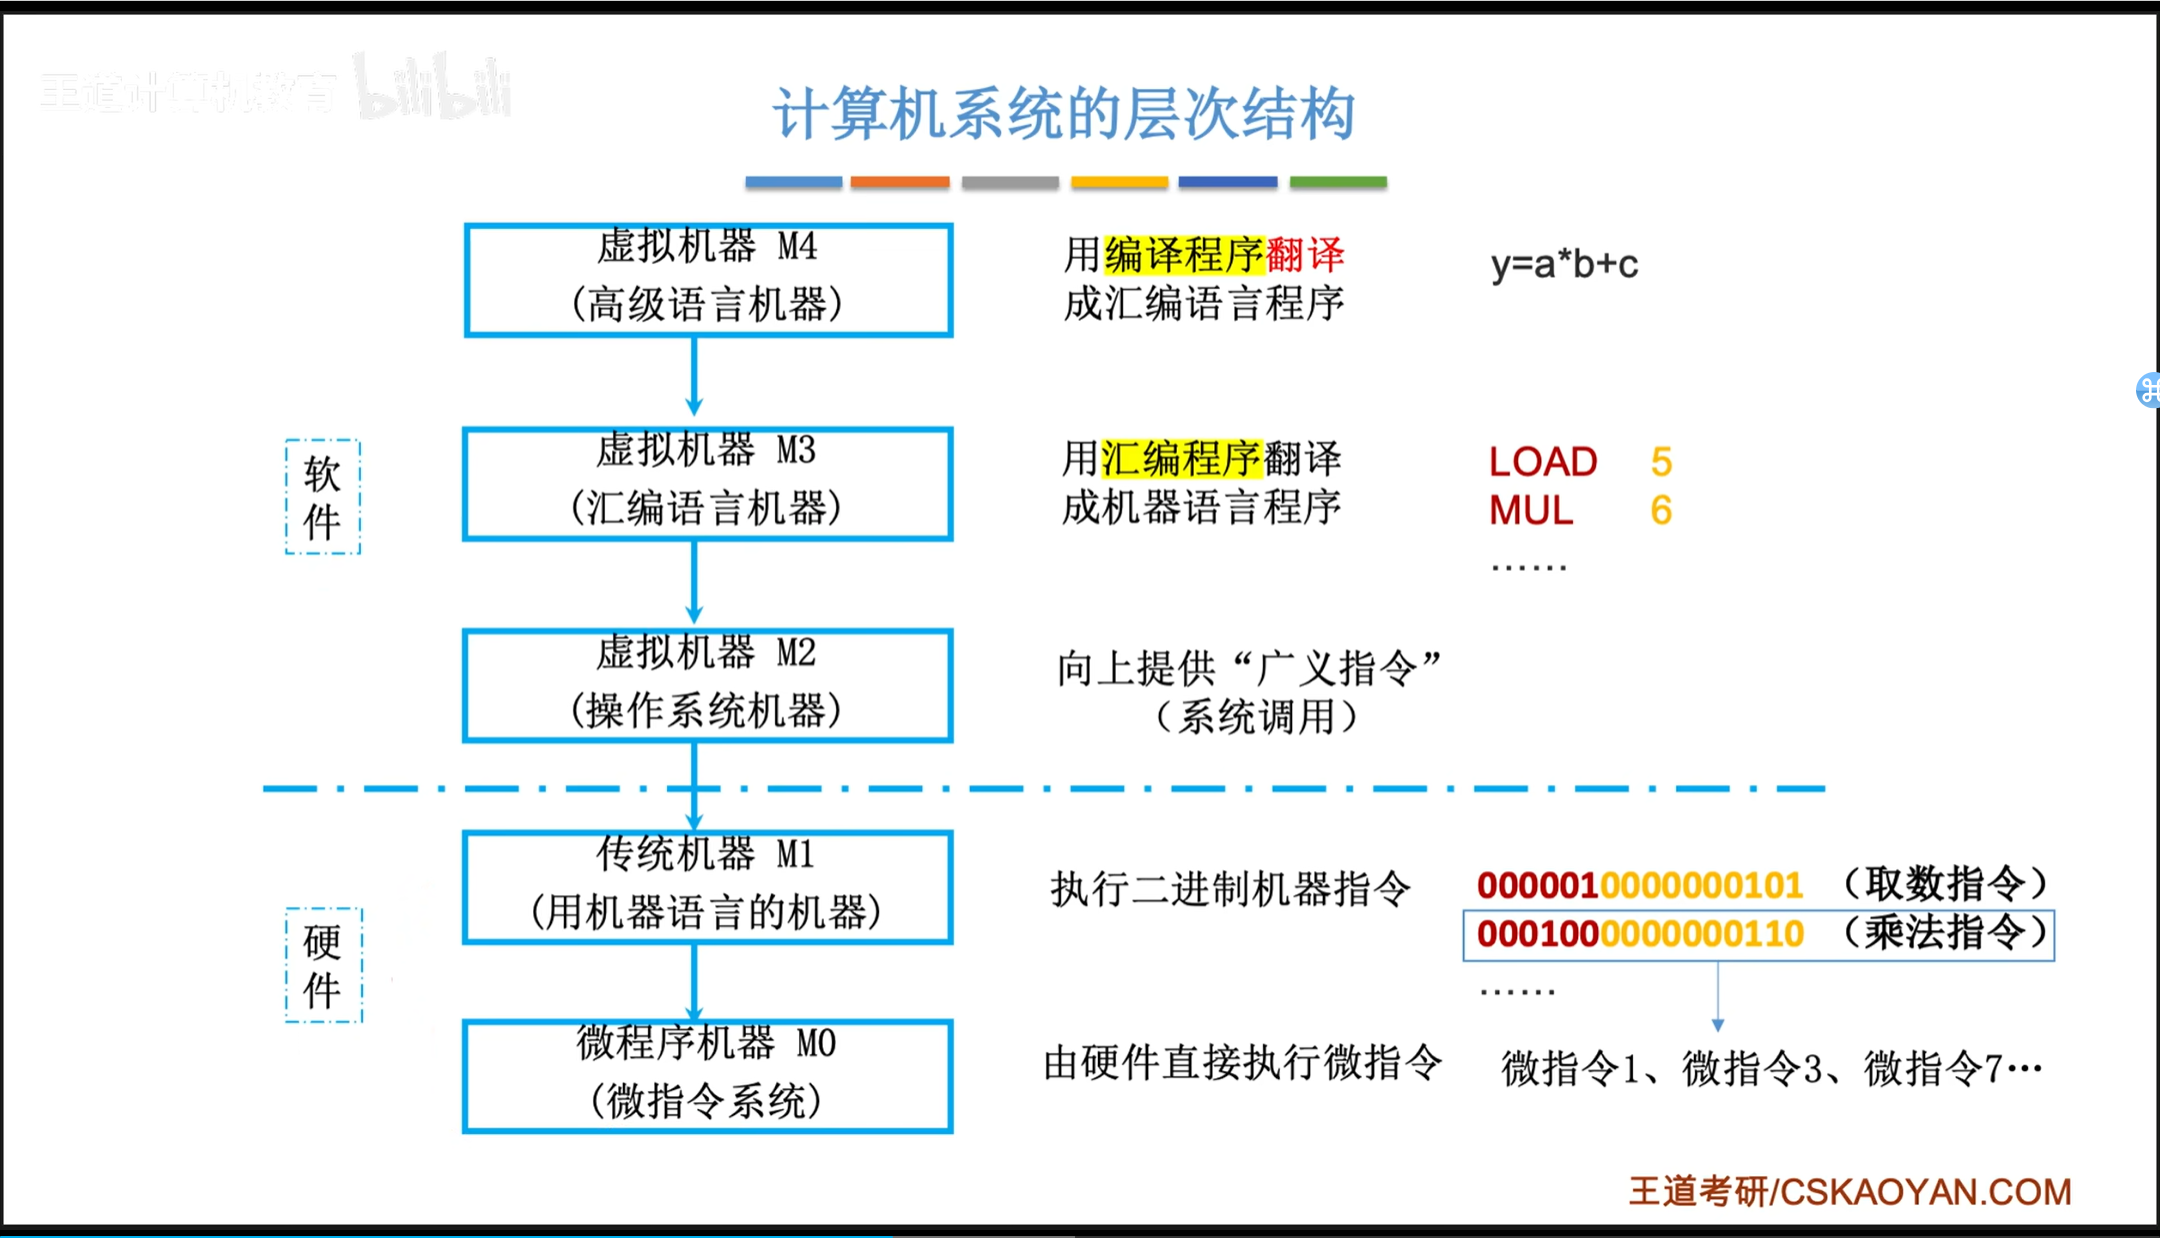 王道计算机教育 bilibili
计算机系统的层次结构
虚拟机器 M4
(高级语言机器)
用编译程序翻译
成汇编语言程序
y=a*b+c
软件
虚拟机器 M3
(汇编语言机器)
用汇编程序翻译
成机器语言程序
LOAD 5
MUL 6
……
虚拟机器 M2
(操作系统机器)
向上提供“广义指令”
（系统调用）
硬件
传统机器 M1
(用机器语言的机器)
执行二进制机器指令
0000010000000101 （取数指令）
0001000000000110 （乘法指令）
……
微程序机器 M0
(微指令系统)
由硬件直接执行微指令
微指令1、微指令3、微指令7…
王道考研/CSKAOYAN.COM